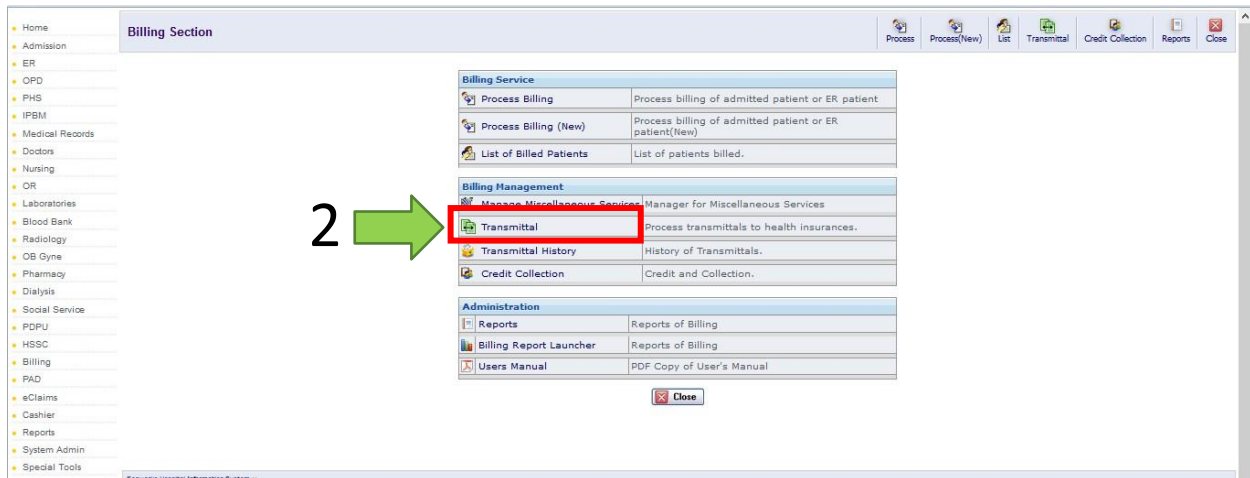 Home
Admission
ER
OPD
PHS
IPBM
Medical Records
Doctors
Nursing
OR
Laboratories
Blood Bank
Radiology
OB Gyne
Pharmacy
Dialysis
Social Service
PDPU
HSSC
Billing
PAD
eClaims
Cashier
Reports
System Admin
Special Tools
Billing Section
Process Process(New) List Transmittal Credit Collection Reports Close
Billing Service
Process Billing Process billing of admitted patient or ER patient
Process Billing (New) Process billing of admitted patient or ER
patient(New)
List of Billed Patients List of patients billed.
Billing Management
Manage Miscellaneous Services Manager for Miscellaneous Services
2
Transmittal Process transmittals to health insurances.
Transmittal History History of Transmittals.
Credit Collection Credit and Collection.
Administration
Reports Reports of Billing
Billing Report Launcher Reports of Billing
Users Manual PDF Copy of User's Manual
Close